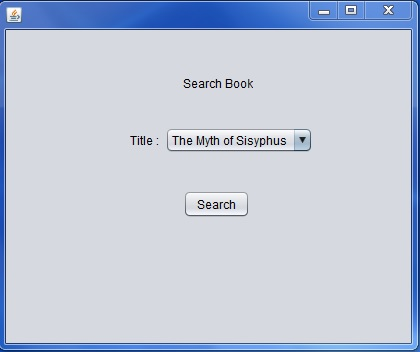 Search Book
Title : The Myth of Sisyphus
Search